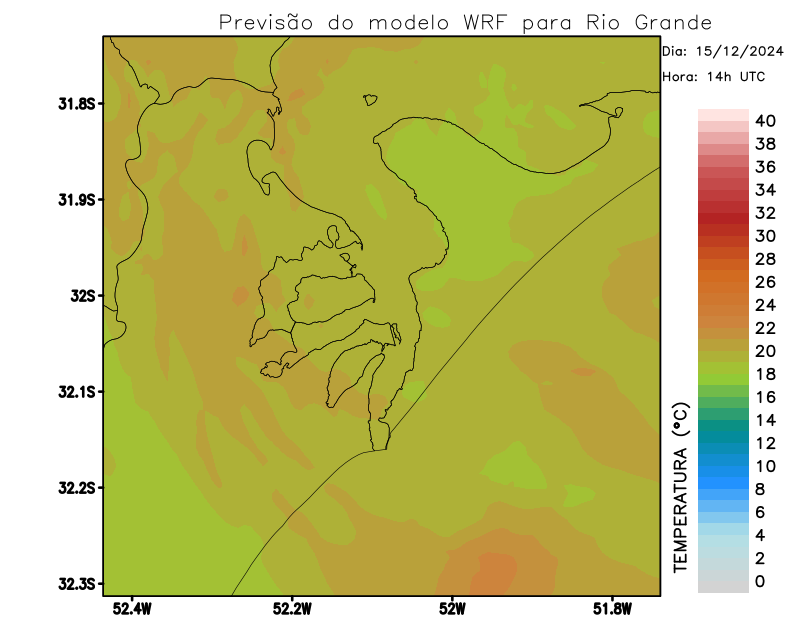 Previsão do modelo WRF para Rio Grande
Dia: 15/12/2024
Hora: 14h UTC
31.8S
31.9S
32S
32.1S
32.2S
32.3S
52.4W
52.2W
52W
51.8W
TEMPERATURA (°C)
40
38
36
34
32
30
28
26
24
22
20
18
16
14
12
10
8
6
4
2
0